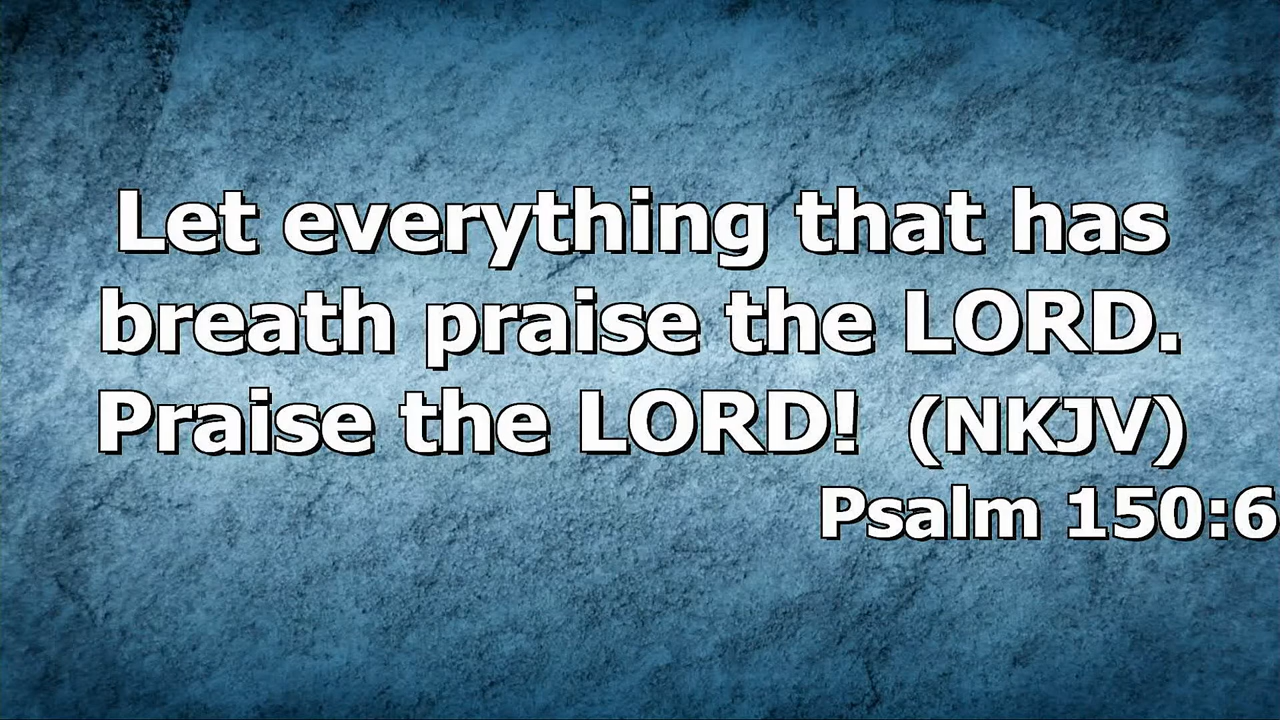 Let everything that has
breath praise the LORD.
Praise the LORD! (NKJV)
Psalm 150:6